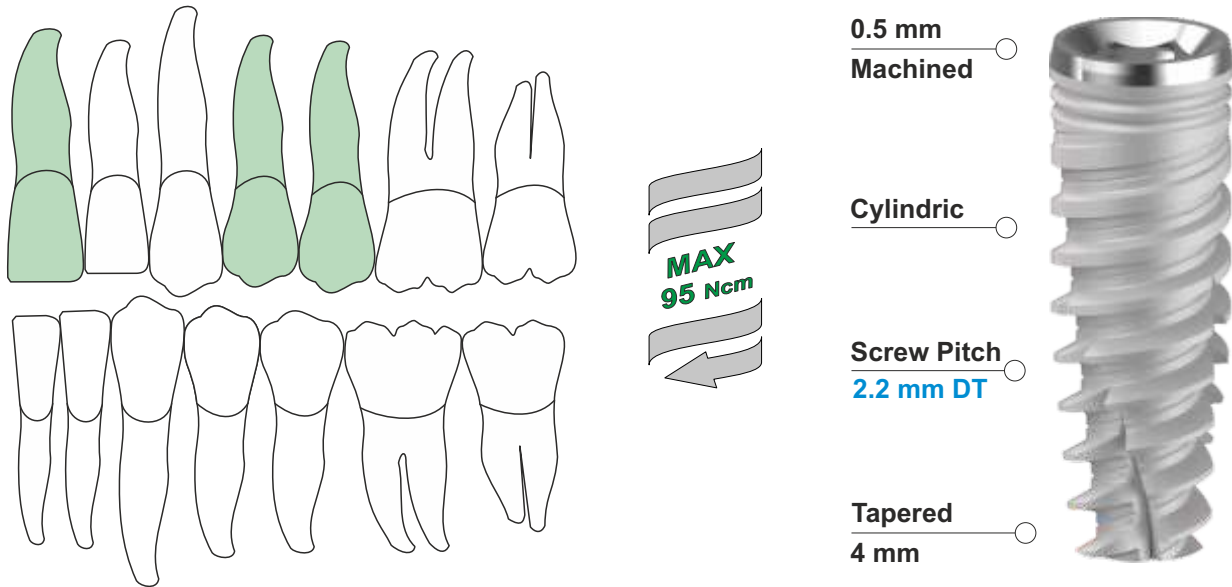 0.5 mm
Machined
Cylindric
MAX
95 Ncm
Screw Pitch
2.2 mm DT
Tapered
4 mm